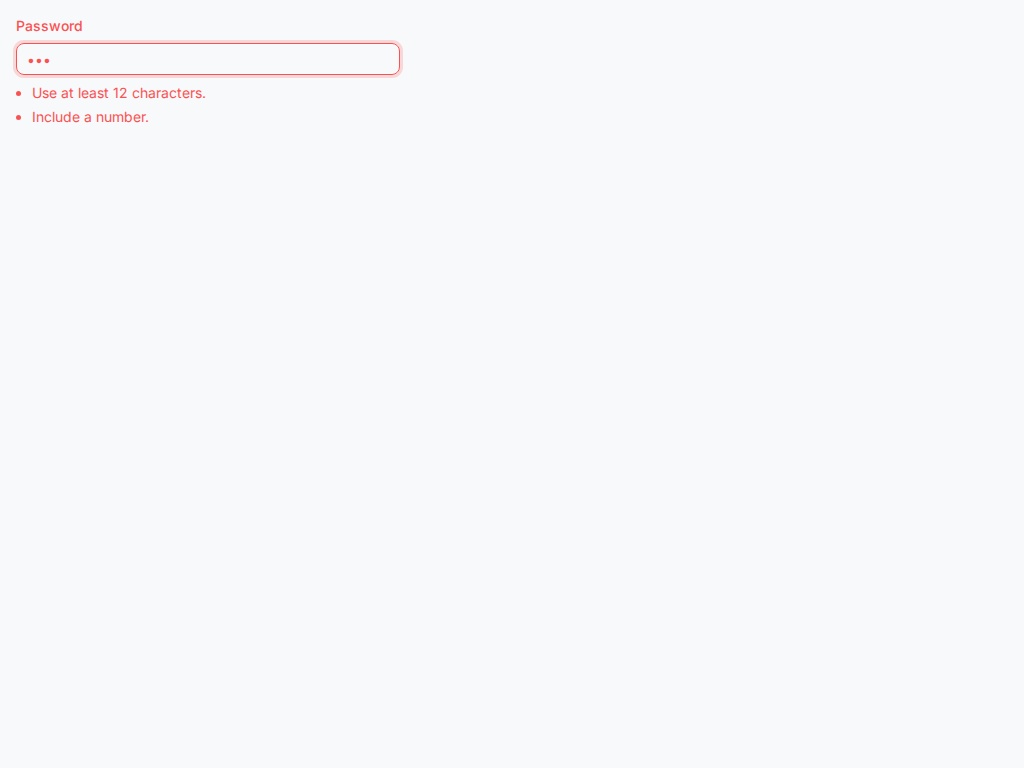 Password
•••
• Use at least 12 characters.
• Include a number.